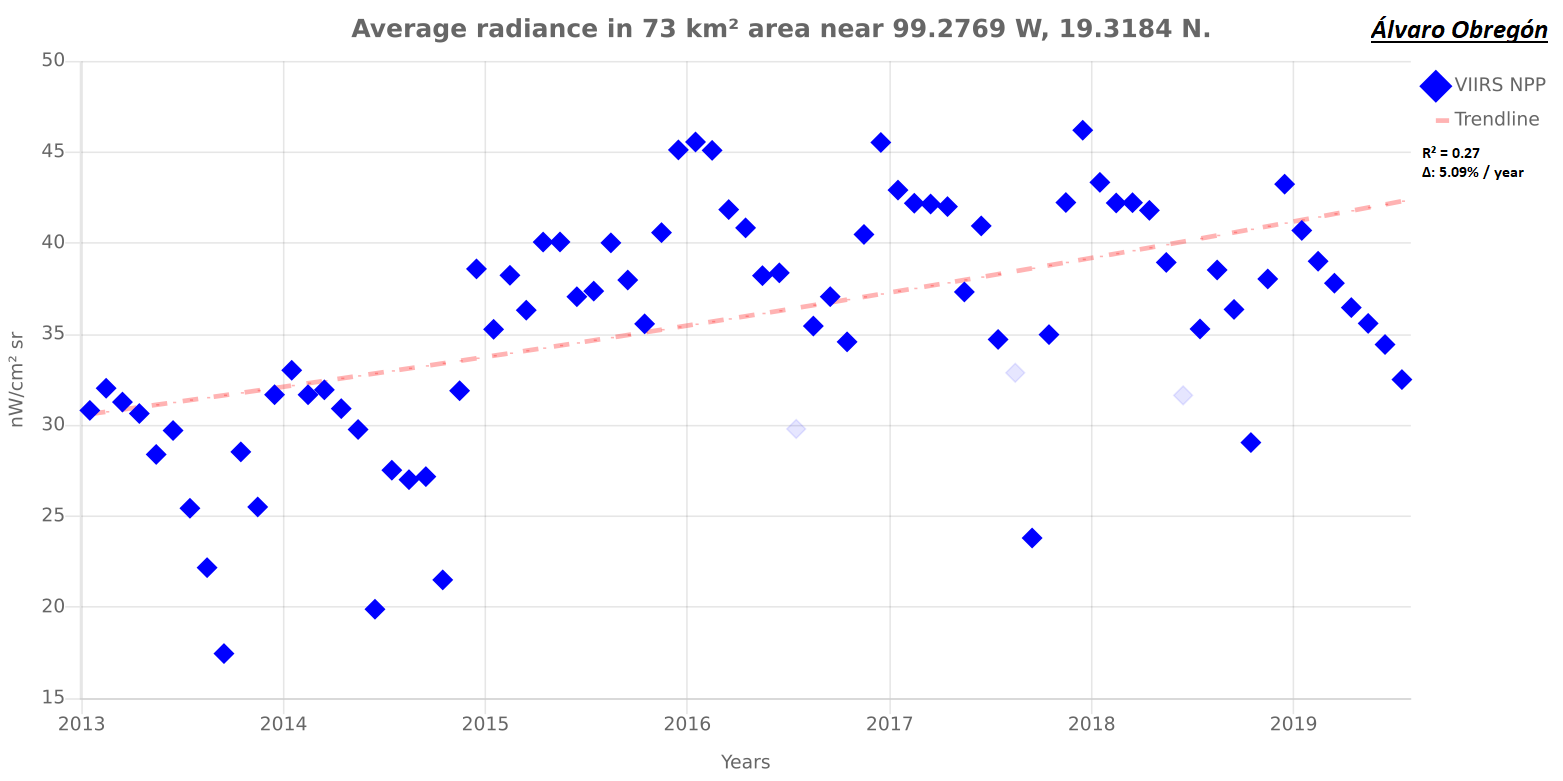 Average radiance in 73 km² area near 99.2769 W, 19.3184 N.
Álvaro Obregón
VIIRS NPP
Trendline
R² = 0.27
Δ: 5.09% / year
nW/cm² sr
50
45
40
35
30
25
20
15
2013 2014 2015 2016 2017 2018 2019
Years